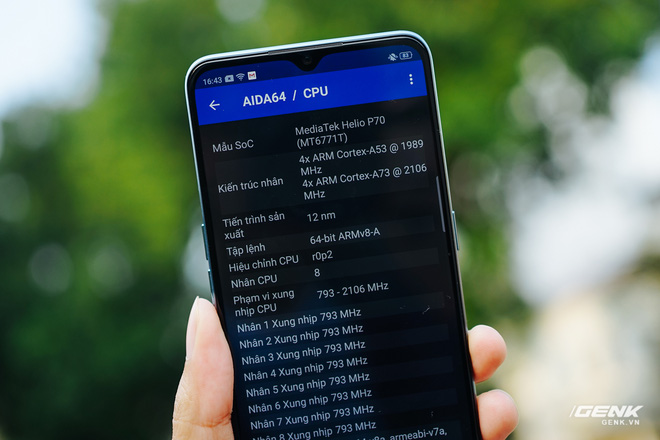 16:43
83
AIDA64 / CPU
Mẫu SoC
MediaTek Helio P70
(MT6771T)
Kiến trúc nhân
4x ARM Cortex-A53 @ 1989
MHz
4x ARM Cortex-A73 @ 2106
MHz
Tiến trình sản
xuất
12 nm
Tập lệnh
64-bit ARMv8-A
Hiệu chỉnh CPU
r0p2
Nhân CPU
8
Phạm vi xung
nhịp CPU
793 - 2106 MHz
Nhân 1 Xung nhịp 793 MHz
Nhân 2 Xung nhịp 793 MHz
Nhân 3 Xung nhịp 793 MHz
Nhân 4 Xung nhịp 793 MHz
Nhân 5 Xung nhịp 793 MHz
Nhân 6 Xung nhịp 793 MHz
Nhân 7 Xung nhịp 793 MHz
Nhân 8 Xung nhịp 793 MHz
armeabi-v7a,
GENK
GENK.VN